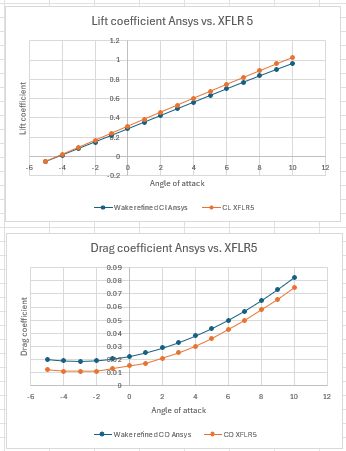 Lift coefficient Ansys vs. XFLR 5
1.2
1
0.8
0.6
0.4
0.2
0
-0.2
-6 -4 -2 0 2 4 6 8 10 12
Lift coefficient
Angle of attack
Wake refined Cl Ansys CL XFLR5
Drag coefficient Ansys vs. XFLR5
0.09
0.08
0.07
0.06
0.05
0.04
0.03
0.02
0.01
0
-6 -4 -2 0 2 4 6 8 10 12
Drag coefficient
Angle of attack
Wake refined CD Ansys CD XFLR5